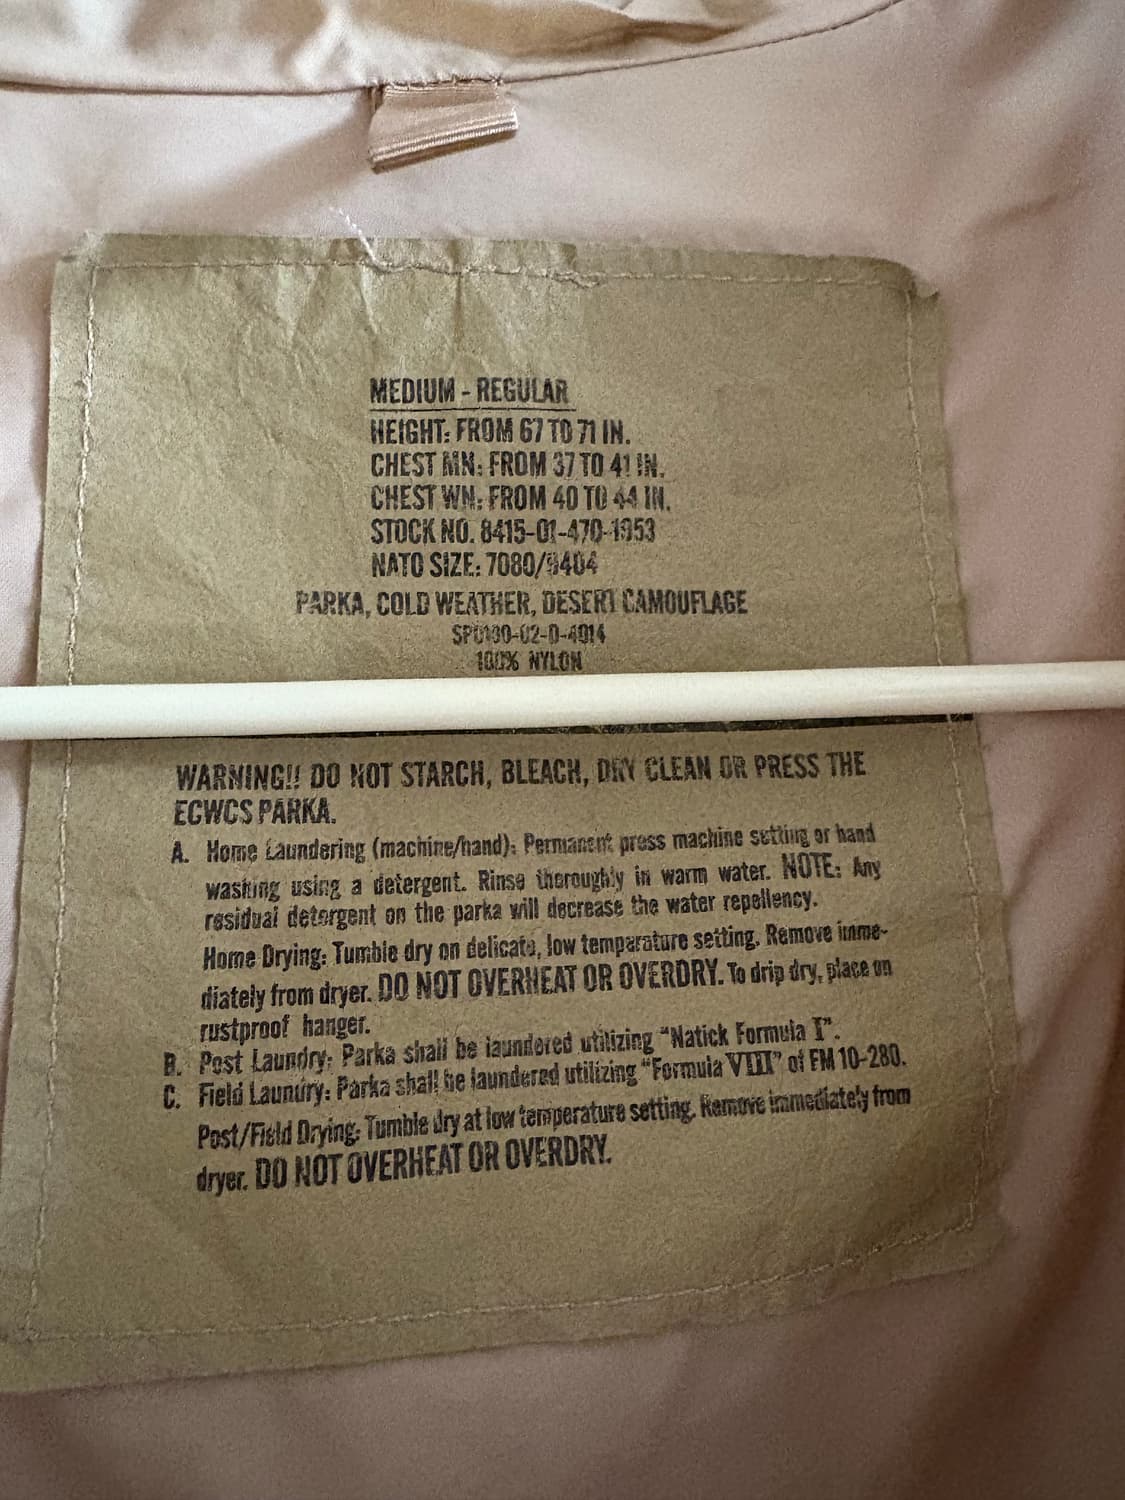 MEDIUM - REGULAR
HEIGHT: FROM 67 TO 71 IN.
CHEST MN: FROM 37 TO 41 IN.
CHEST WN: FROM 40 TO 44 IN.
STOCK NO. 8415-01-470-1953
NATO SIZE: 7080/9404
PARKA, COLD WEATHER, DESERT CAMOUFLAGE
SP0100-02-D-4014
100% NYLON
WARNING!! DO NOT STARCH, BLEACH, DRY CLEAN OR PRESS THE
ECWCS PARKA.
A. Home Laundering (machine/hand): Permanent press machine setting or hand
washing using a detergent. Rinse thoroughly in warm water. NOTE: Any
residual detergent on the parka will decrease the water repellency.
Home Drying: Tumble dry on delicate, low temperature setting. Remove imme-
diately from dryer. DO NOT OVERHEAT OR OVERDRY. To drip dry, place on
rustproof hanger.
B. Post Laundry: Parka shall be laundered utilizing "Natick Formula I".
C. Field Laundry: Parka shall be laundered utilizing "Formula VIII" of FM 10-280.
Post/Field Drying: Tumble dry at low temperature setting. Remove immediately from
dryer. DO NOT OVERHEAT OR OVERDRY.